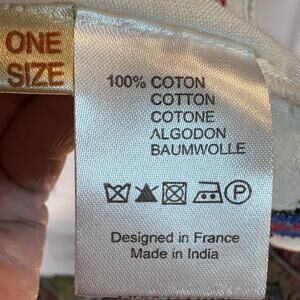 ONE
SIZE
100% COTON
COTTON
COTONE
ALGODON
BAUMWOLLE
P
Designed in France
Made in India